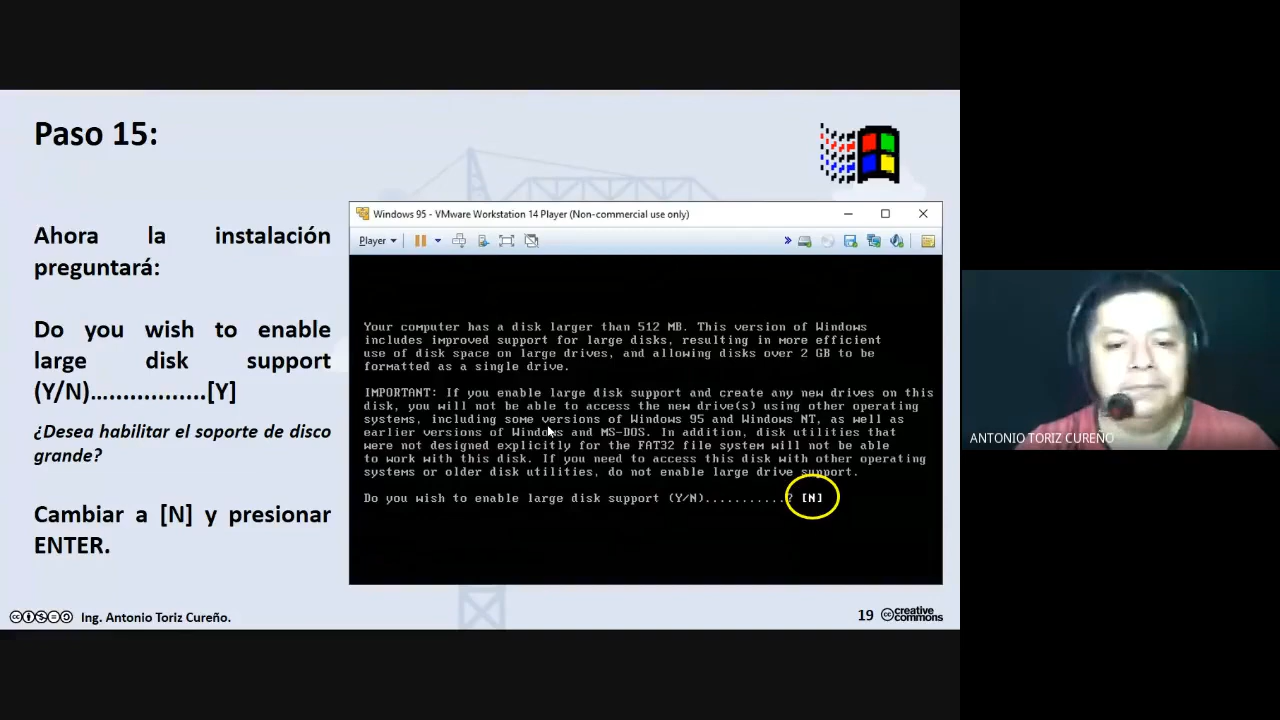 Paso 15:
Ahora la instalación
preguntará:
Do you wish to enable
large disk support
(Y/N)…..............[Y]
¿Desea habilitar el soporte de disco
grande?
Cambiar a [N] y presionar
ENTER.
Windows 95 - VMware Workstation 14 Player (Non-commercial use only)
Player
Your computer has a disk larger than 512 MB. This version of Windows
includes improved support for large disks, resulting in more efficient
use of disk space on large drives, and allowing disks over 2 GB to be
formatted as a single drive.
IMPORTANT: If you enable large disk support and create any new drives on this
disk, you will not be able to access the new drive(s) using other operating
systems, including some versions of Windows 95 and Windows NT, as well as
earlier versions of Windows and MS-DOS. In addition, disk utilities that
were not designed explicitly for the FAT32 file system will not be able
to work with this disk. If you need to access this disk with other operating
systems or older disk utilities, do not enable large drive support.
Do you wish to enable large disk support (Y/N)...........? [N]
Ing. Antonio Toriz Cureño.
19
cc creative
commons
ANTONIO TORIZ CUREÑO